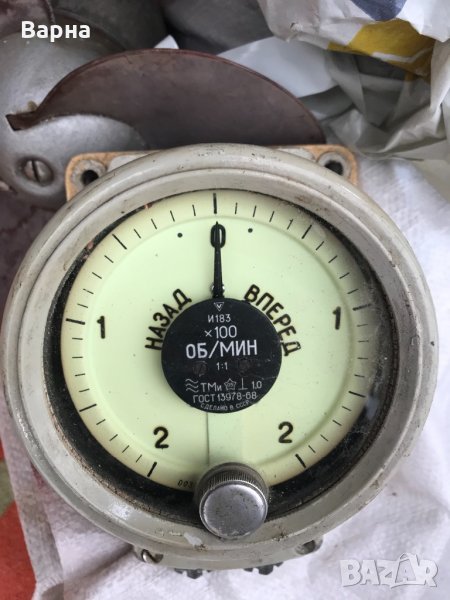 Варна
0
НАЗАД ВПЕРЕД
1 1
И183
×100
ОБ/МИН
1:1
ТМи 1.0
ГОСТ 13978-68
СДЕЛАНО В СССР
2 2
bazar